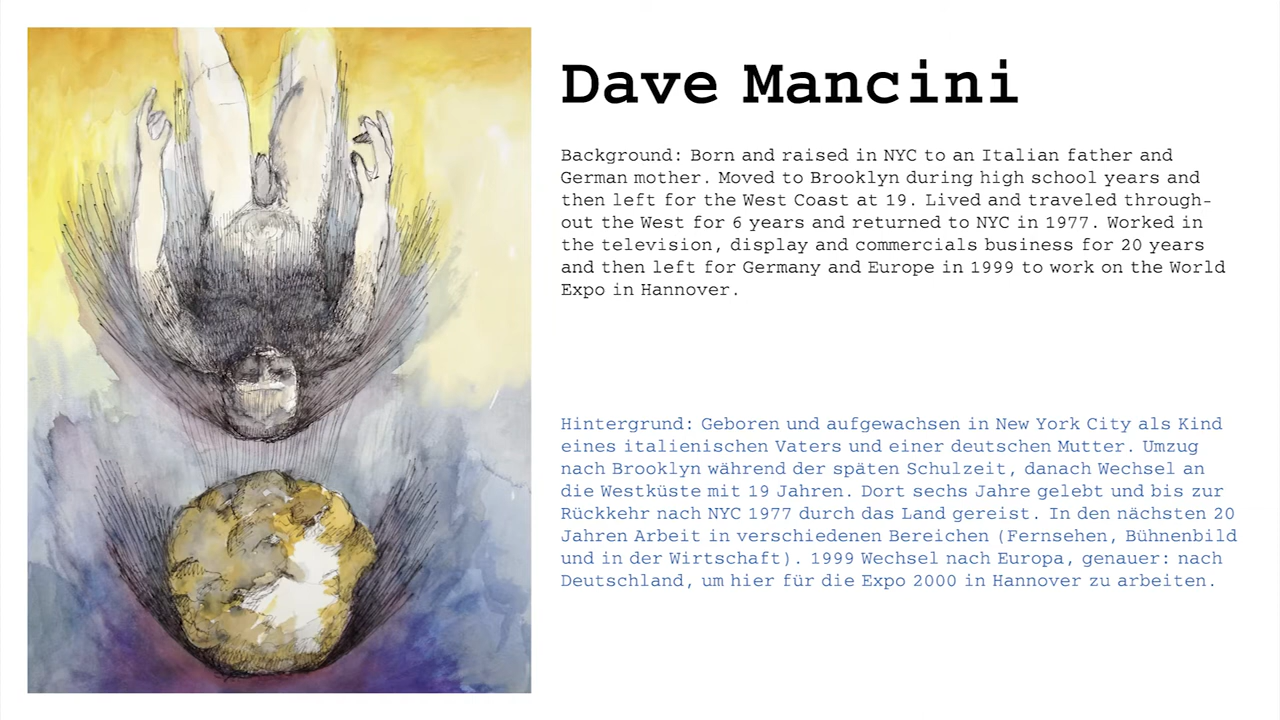 Dave Mancini
Background: Born and raised in NYC to an Italian father and
German mother. Moved to Brooklyn during high school years and
then left for the West Coast at 19. Lived and traveled through-
out the West for 6 years and returned to NYC in 1977. Worked in
the television, display and commercials business for 20 years
and then left for Germany and Europe in 1999 to work on the World
Expo in Hannover.
Hintergrund: Geboren und aufgewachsen in New York City als Kind
eines italienischen Vaters und einer deutschen Mutter. Umzug
nach Brooklyn während der späten Schulzeit, danach Wechsel an
die Westküste mit 19 Jahren. Dort sechs Jahre gelebt und bis zur
Rückkehr nach NYC 1977 durch das Land gereist. In den nächsten 20
Jahren Arbeit in verschiedenen Bereichen (Fernsehen, Bühnenbild
und in der Wirtschaft). 1999 Wechsel nach Europa, genauer: nach
Deutschland, um hier für die Expo 2000 in Hannover zu arbeiten.